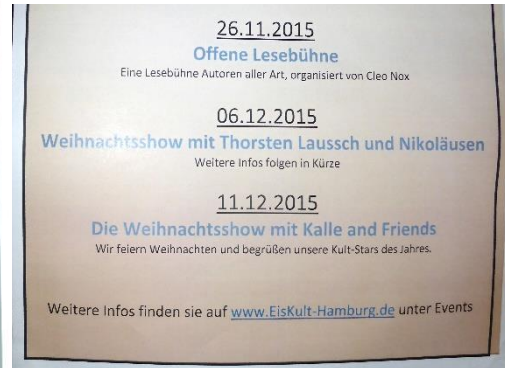 26.11.2015
Offene Lesebühne
Eine Lesebühne Autoren aller Art, organisiert von Cleo Nox
06.12.2015
Weihnachtsshow mit Thorsten Laussch und Nikoläusen
Weitere Infos folgen in Kürze
11.12.2015
Die Weihnachtsshow mit Kalle and Friends
Wir feiern Weihnachten und begrüßen unsere Kult-Stars des Jahres.
Weitere Infos finden sie auf www.EisKult-Hamburg.de unter Events